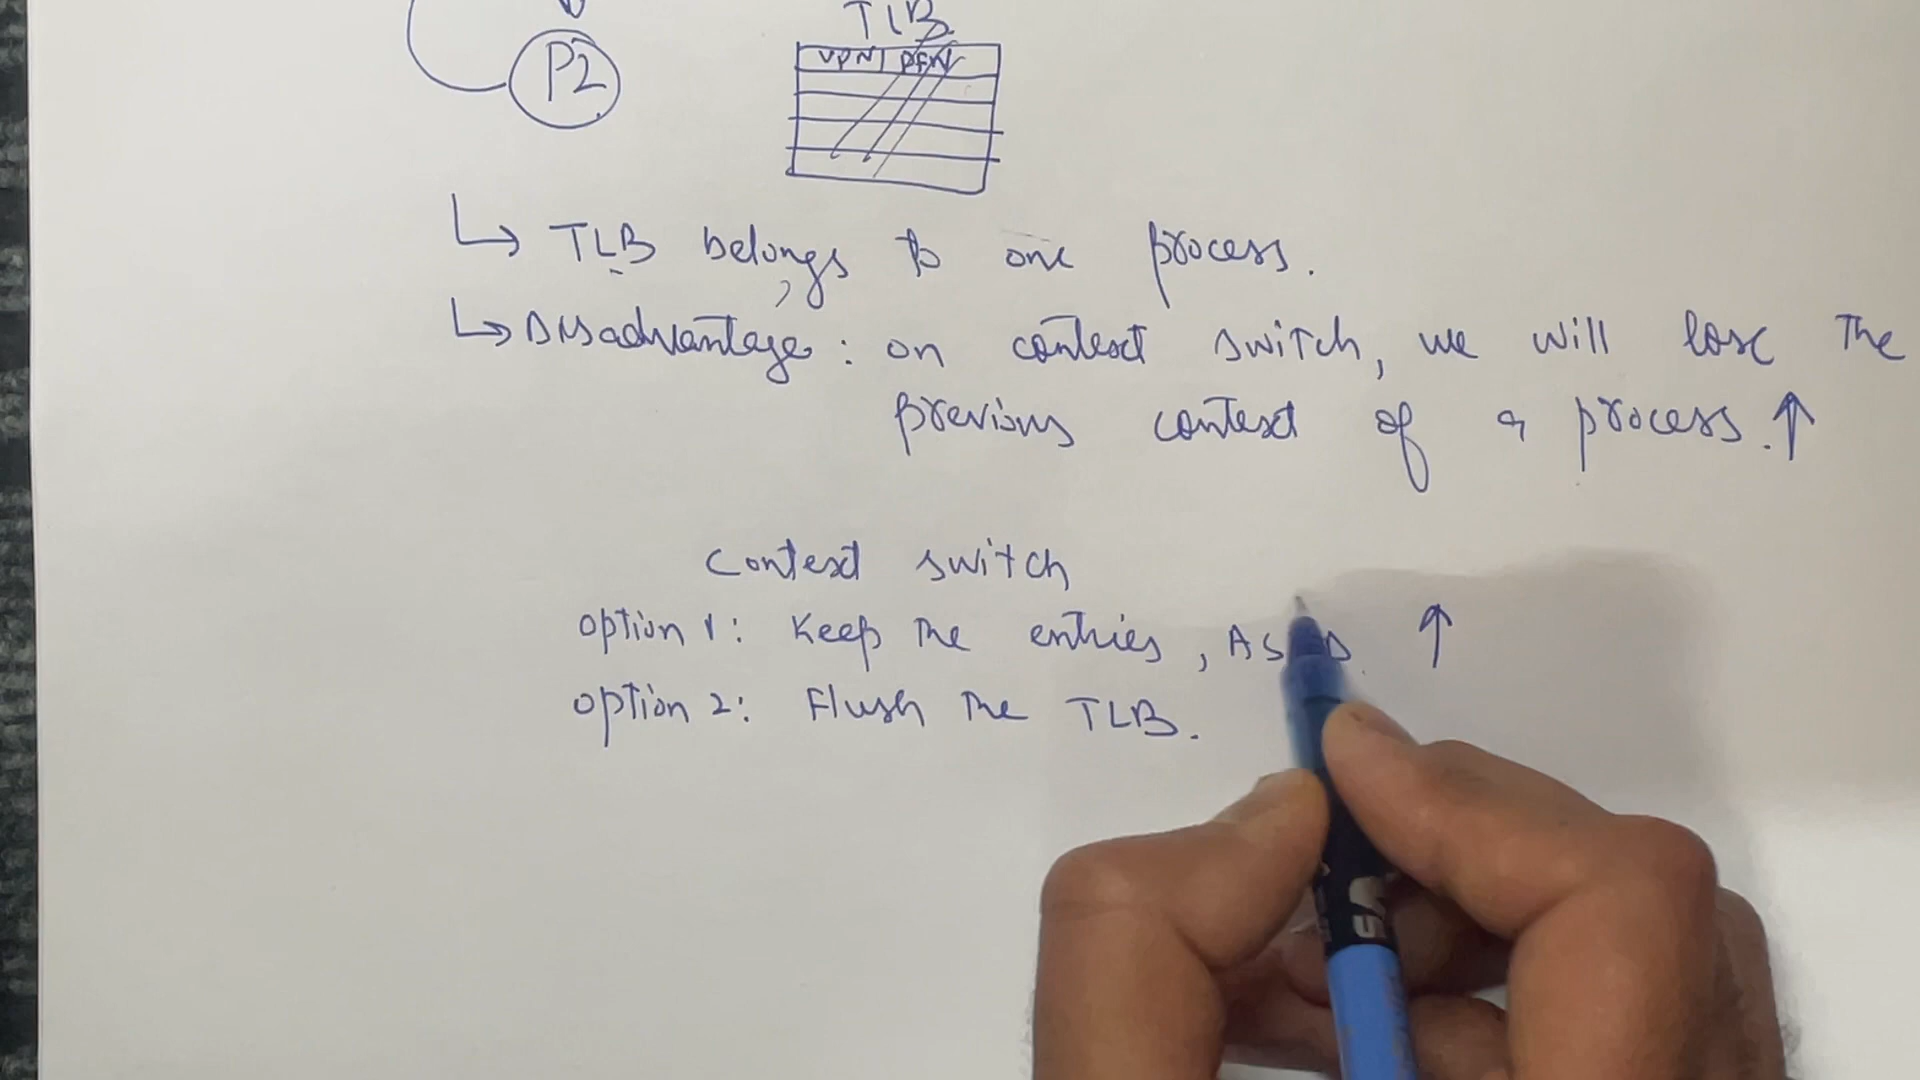 TLB
P2
VPN PFN
↳ TLB belongs to one process.
↳ Disadvantage: on context switch, we will lose the
previous context of a process. ↑
Context switch
option 1: Keep the entries, ↑
option 2: Flush the TLB.